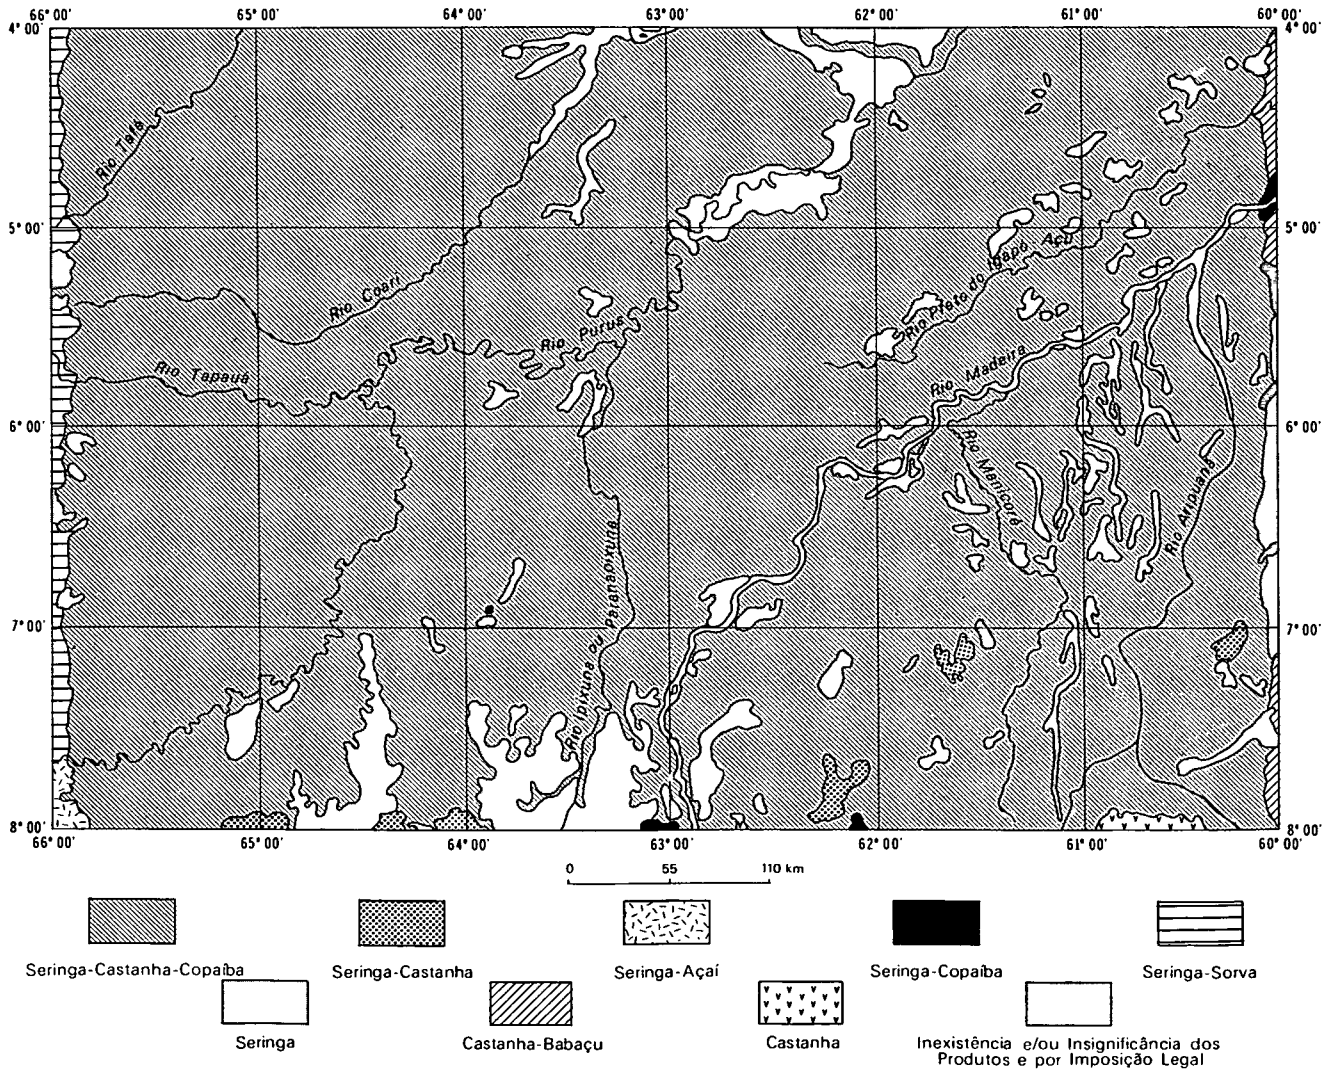 66°00' 65°00' 64°00' 63°00' 62°00' 61°00' 60°00'
4°00' 4°00'
Rio Tefé
5°00' 5°00'
Rio Coari
Rio Preto do Igapó-Açu
Rio Purus
Rio Tapauá
Rio Madeira
6°00' 6°00'
Rio Manicoré
Rio Aripuanã
Rio Ipixuna ou Paranaoixuna
7°00' 7°00'
8°00' 8°00'
66°00' 65°00' 64°00' 63°00' 62°00' 61°00' 60°00'
0 55 110 km
Seringa-Castanha-Copaíba
Seringa-Castanha
Seringa-Açaí
Seringa-Copaíba
Seringa-Sorva
Seringa
Castanha-Babaçu
Castanha
Inexistência e/ou Insignificância dos
Produtos e por Imposição Legal